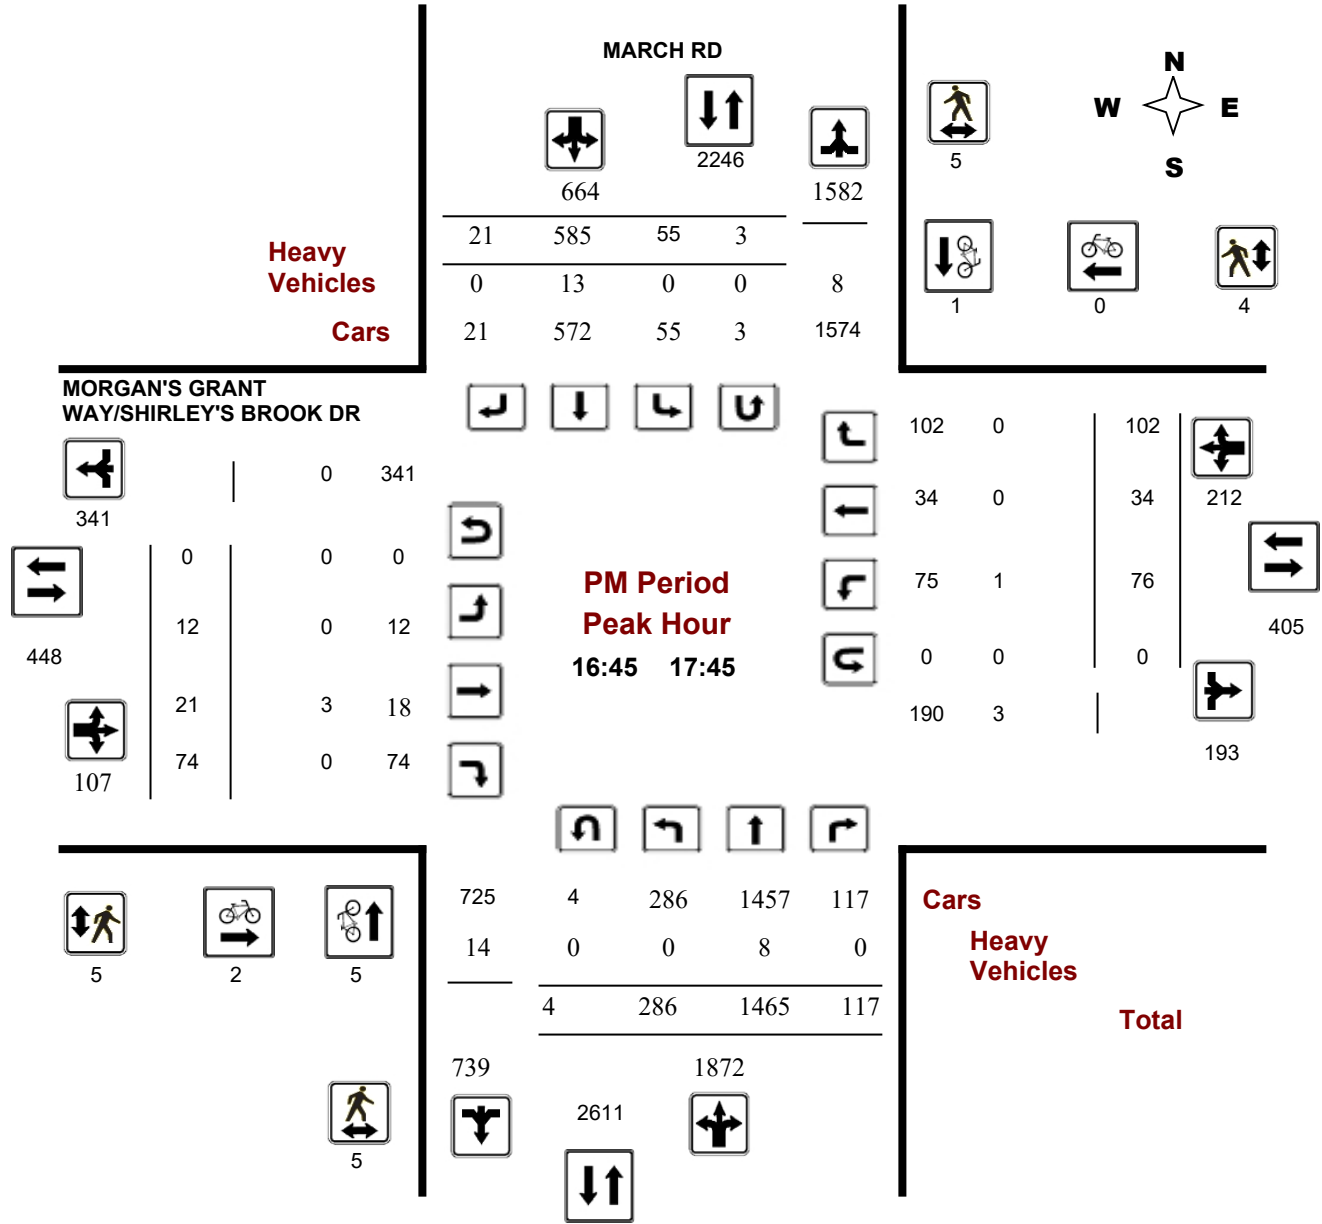 MARCH RD
N
W E
S
2246
5
664
1582
21 585 55 3
Heavy
Vehicles
0 13 0 0 8
1 0 4
Cars
21 572 55 3 1574
MORGAN'S GRANT
WAY/SHIRLEY'S BROOK DR
102 0 102
0 341
34 0 34 212
341
0 0 0
PM Period
75 1 76
Peak Hour
12 0 12
405
448
16:45 17:45
0 0 0
21 3 18
190 3
193
74 0 74
107
725 4 286 1457 117
Cars
14 0 0 8 0
Heavy
Vehicles
5 2 5
4 286 1465 117
Total
739 1872
2611
5